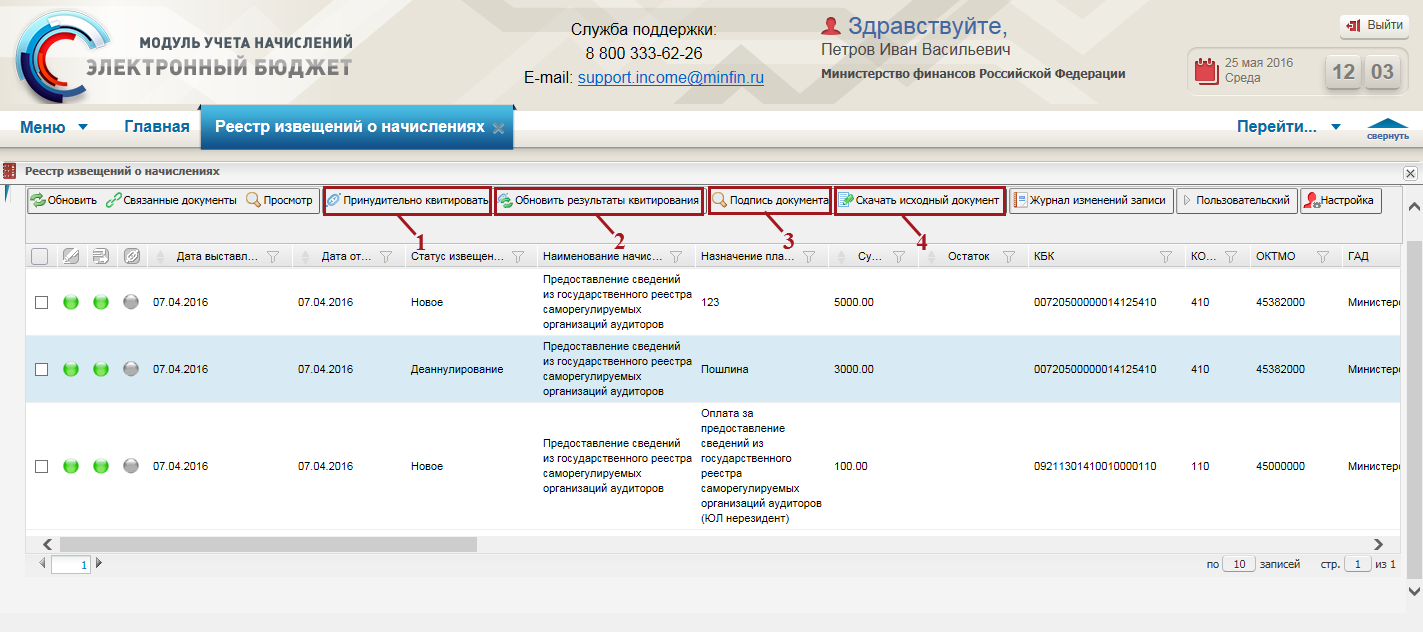 МОДУЛЬ УЧЕТА НАЧИСЛЕНИЙ
ЭЛЕКТРОННЫЙ БЮДЖЕТ
Служба поддержки:
8 800 333-62-26
E-mail: support.income@minfin.ru
Здравствуйте,
Петров Иван Васильевич
Министерство финансов Российской Федерации
Выйти
25 мая 2016
Среда
12 03
Меню Главная Реестр извещений о начислениях Перейти... свернуть
Реестр извещений о начислениях
Обновить Связанные документы Просмотр Принудительно квитировать Обновить результаты квитирования Подпись документа Скачать исходный документ Журнал изменений записи Пользовательский Настройка
1 2 3 4
Дата выставл... Дата от... Статус извещен... Наименование начис... Назначение пла... Су... Остаток КБК КО... ОКТМО ГАД
Предоставление сведений
из государственного реестра
саморегулируемых
организаций аудиторов
07.04.2016 07.04.2016 Новое 123 5000.00 00720500000014125410 410 45382000 Министер
Предоставление сведений
из государственного реестра
саморегулируемых
организаций аудиторов
07.04.2016 07.04.2016 Деаннулирование Пошлина 3000.00 00720500000014125410 410 45382000 Министер
Предоставление сведений
из государственного реестра
саморегулируемых
организаций аудиторов
Оплата за
предоставление
сведений из
государственного
реестра
саморегулируемых
организаций аудиторов
(ЮЛ нерезидент)
07.04.2016 07.04.2016 Новое 100.00 09211301410010000110 110 45000000 Министер
1
по 10 записей стр. 1 из 1